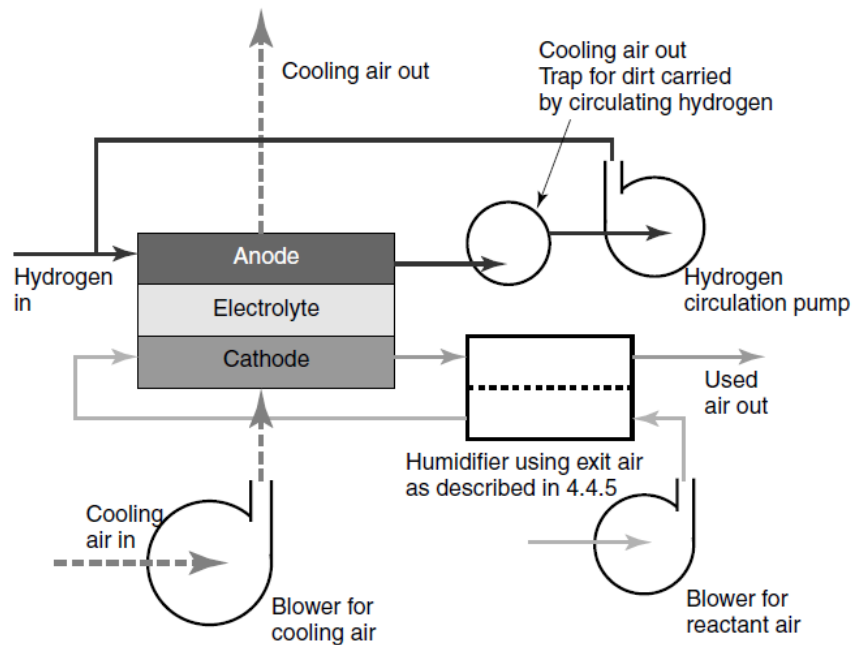 Cooling air out
Cooling air out
Trap for dirt carried
by circulating hydrogen
Anode
Hydrogen
in
Electrolyte
Hydrogen
circulation pump
Cathode
Used
air out
Humidifier using exit air
as described in 4.4.5
Cooling
air in
Blower for
cooling air
Blower for
reactant air